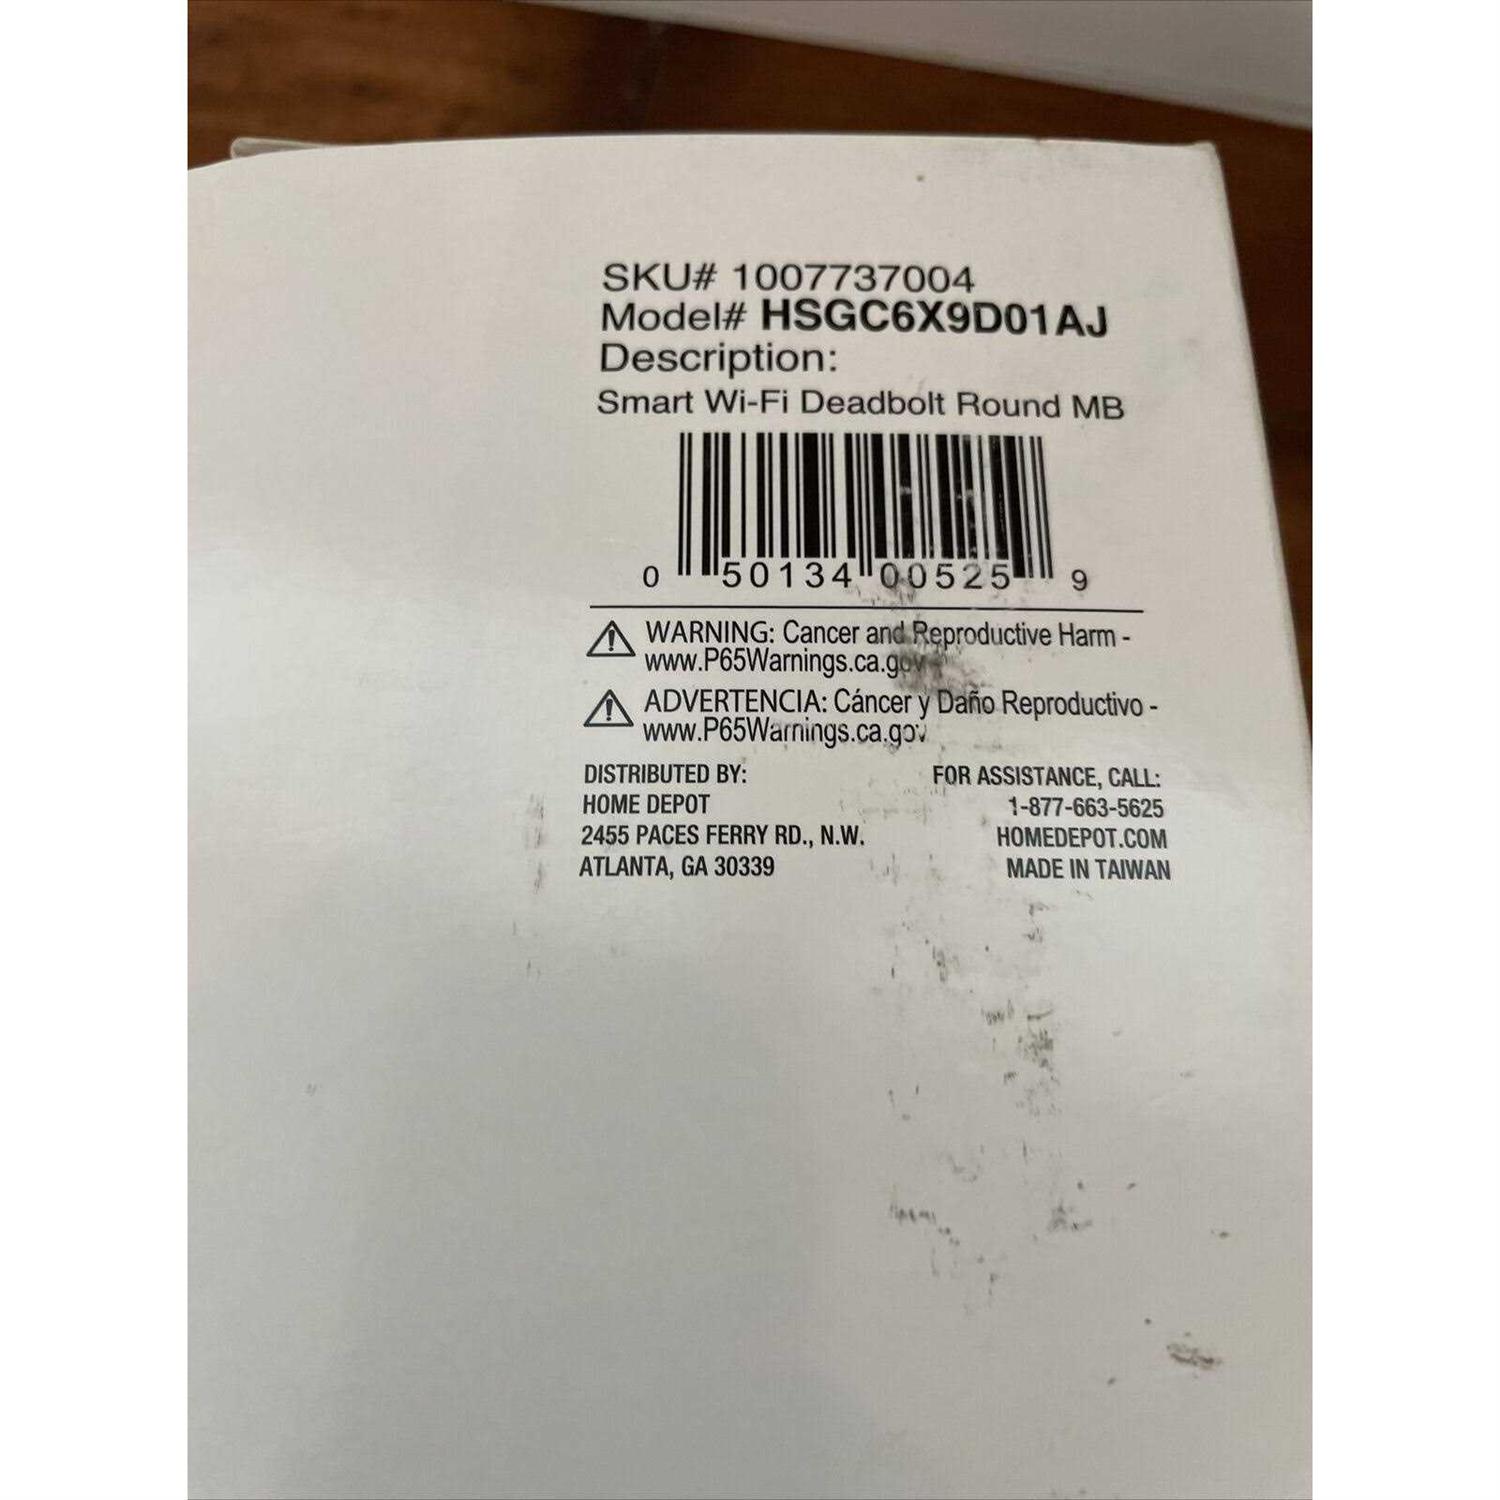 SKU# 1007737004
Model# HSGC6X9D01AJ
Description:
Smart Wi-Fi Deadbolt Round MB
0 50134 00525 9
WARNING: Cancer and Reproductive Harm -
www.P65Warnings.ca.gov
ADVERTENCIA: Cáncer y Daño Reproductivo -
www.P65Warnings.ca.gov
DISTRIBUTED BY:
HOME DEPOT
2455 PACES FERRY RD., N.W.
ATLANTA, GA 30339
FOR ASSISTANCE, CALL:
1-877-663-5625
HOMEDEPOT.COM
MADE IN TAIWAN